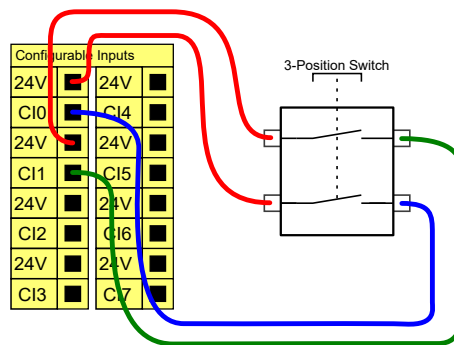 Configurable Inputs
3-Position Switch
24V 24V
CI0 CI4
24V 24V
CI1 CI5
24V 24V
CI2 CI6
24V 24V
CI3 CI7